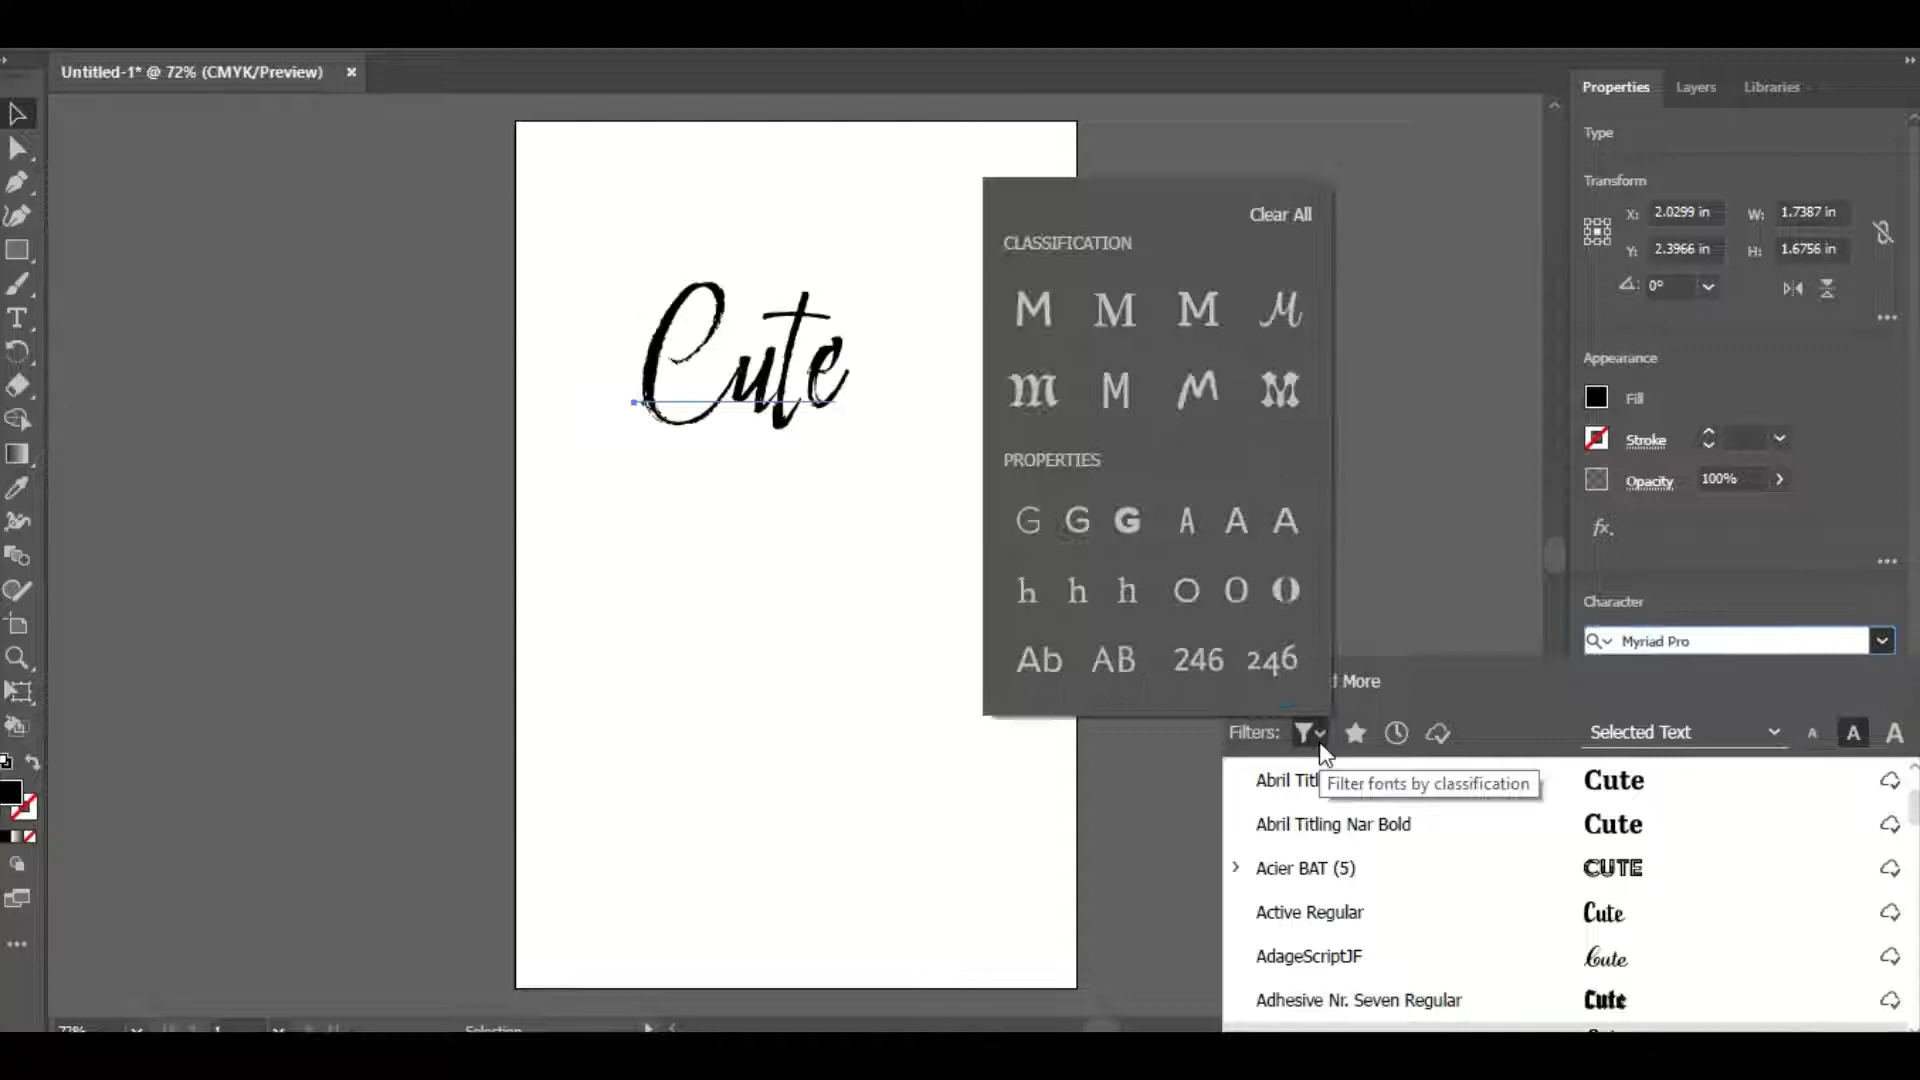 Untitled-1* @ 72% (CMYK/Preview) ×
Properties Layers Libraries
Type
Transform
X: 2.0299 in W: 1.7387 in
Y: 2.3966 in H: 1.6756 in
0°
Appearance
Fill
Stroke
Opacity 100%
fx.
Character
Myriad Pro
Cute
Clear All
CLASSIFICATION
M M M M
m M M M
PROPERTIES
G G G A A A
h h h O O O
Ab AB 246 246
More
Filters: Selected Text A A A
Filter fonts by classification
Abril Titl Cute
Abril Titling Nar Bold Cute
Acier BAT (5) CUTE
Active Regular Cute
AdageScriptJF Cute
Adhesive Nr. Seven Regular Cute
72% 1 Selection